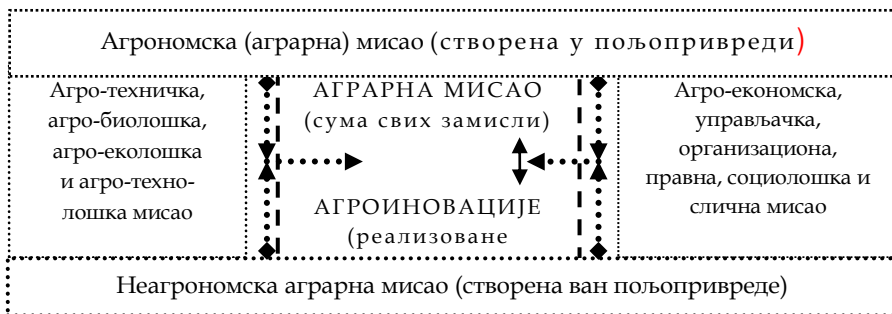 Агрономска (аграрна) мисао (створена у пољопривреди)
Агро-техничка,
агро-биолошка,
агро-еколошка
и агро-техно-
лошка мисао
АГРАРНА МИСАО
(сума свих замисли)
АГРОИНОВАЦИЈЕ
(реализоване
Агро-економска,
управљачка,
организациона,
правна, социолошка и
слична мисао
Неагрономска аграрна мисао (створена ван пољопривреде)